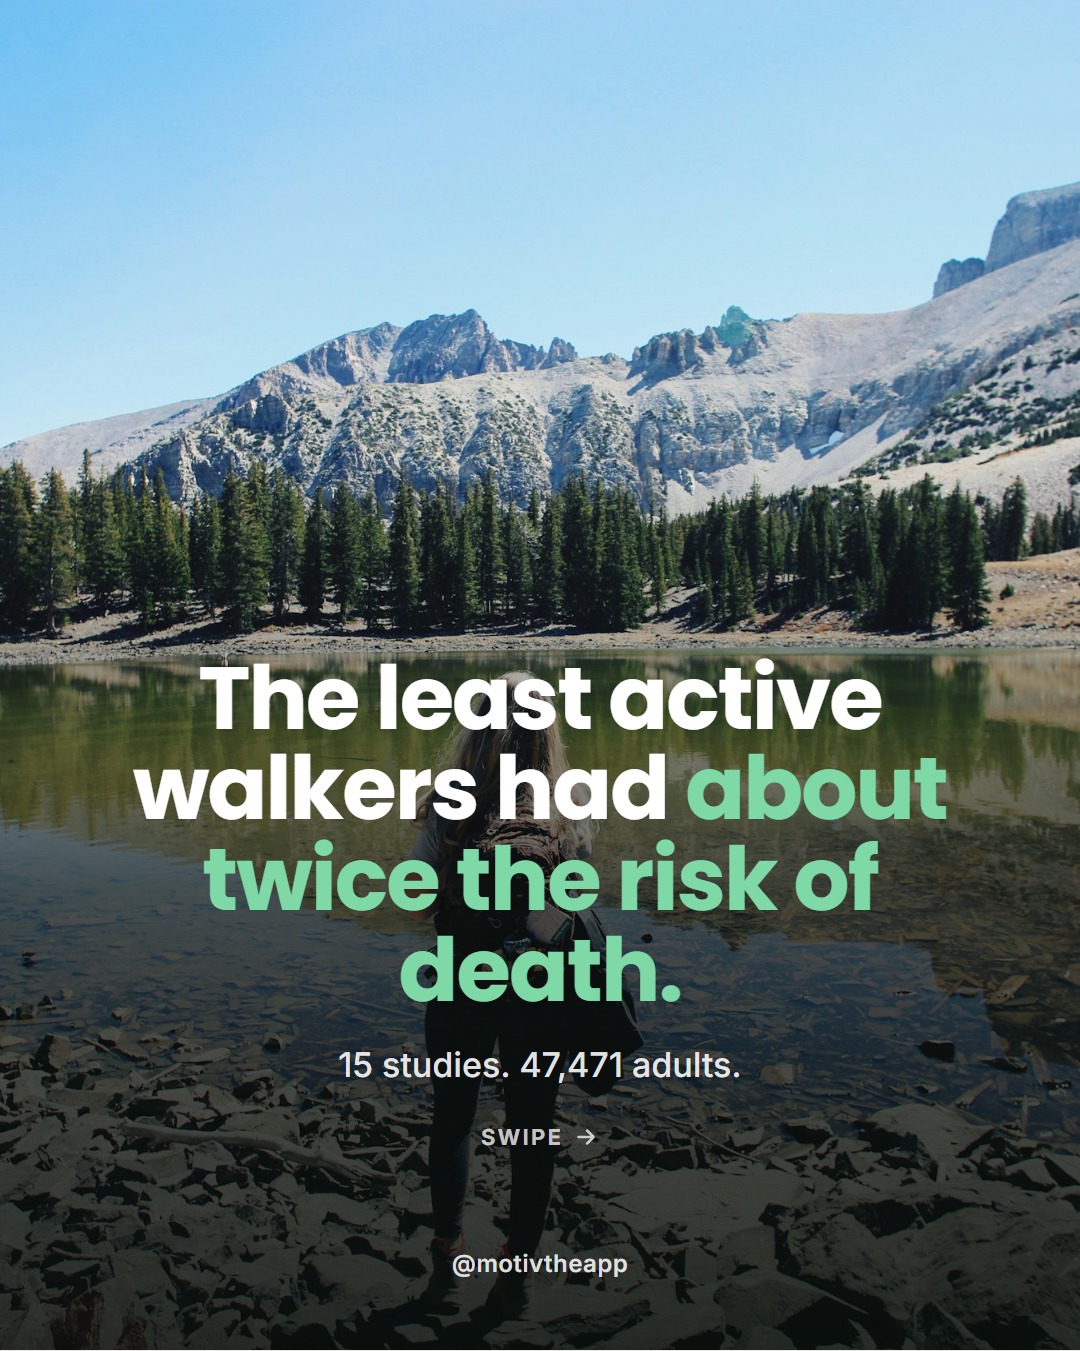 The least active
walkers had about
twice the risk of
death.
15 studies. 47,471 adults.
SWIPE →
@motivtheapp